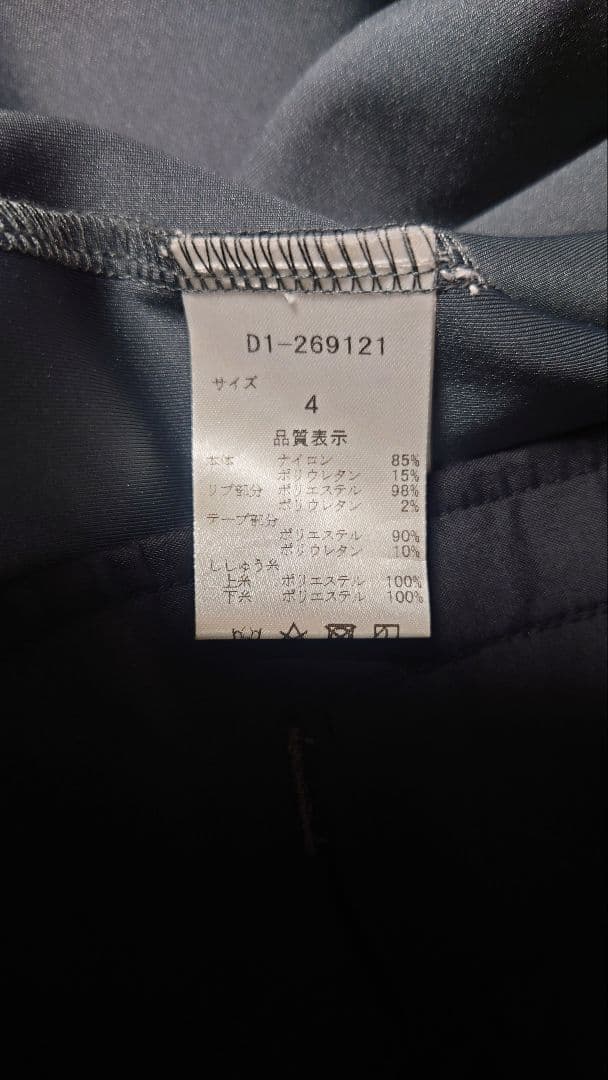 D1-269121
サイズ
4
品質表示
本体 ナイロン 85%
ポリウレタン 15%
リブ部分 ポリエステル 98%
ポリウレタン 2%
テープ部分
ポリエステル 90%
ポリウレタン 10%
ししゅう糸
上糸 ポリエステル 100%
下糸 ポリエステル 100%